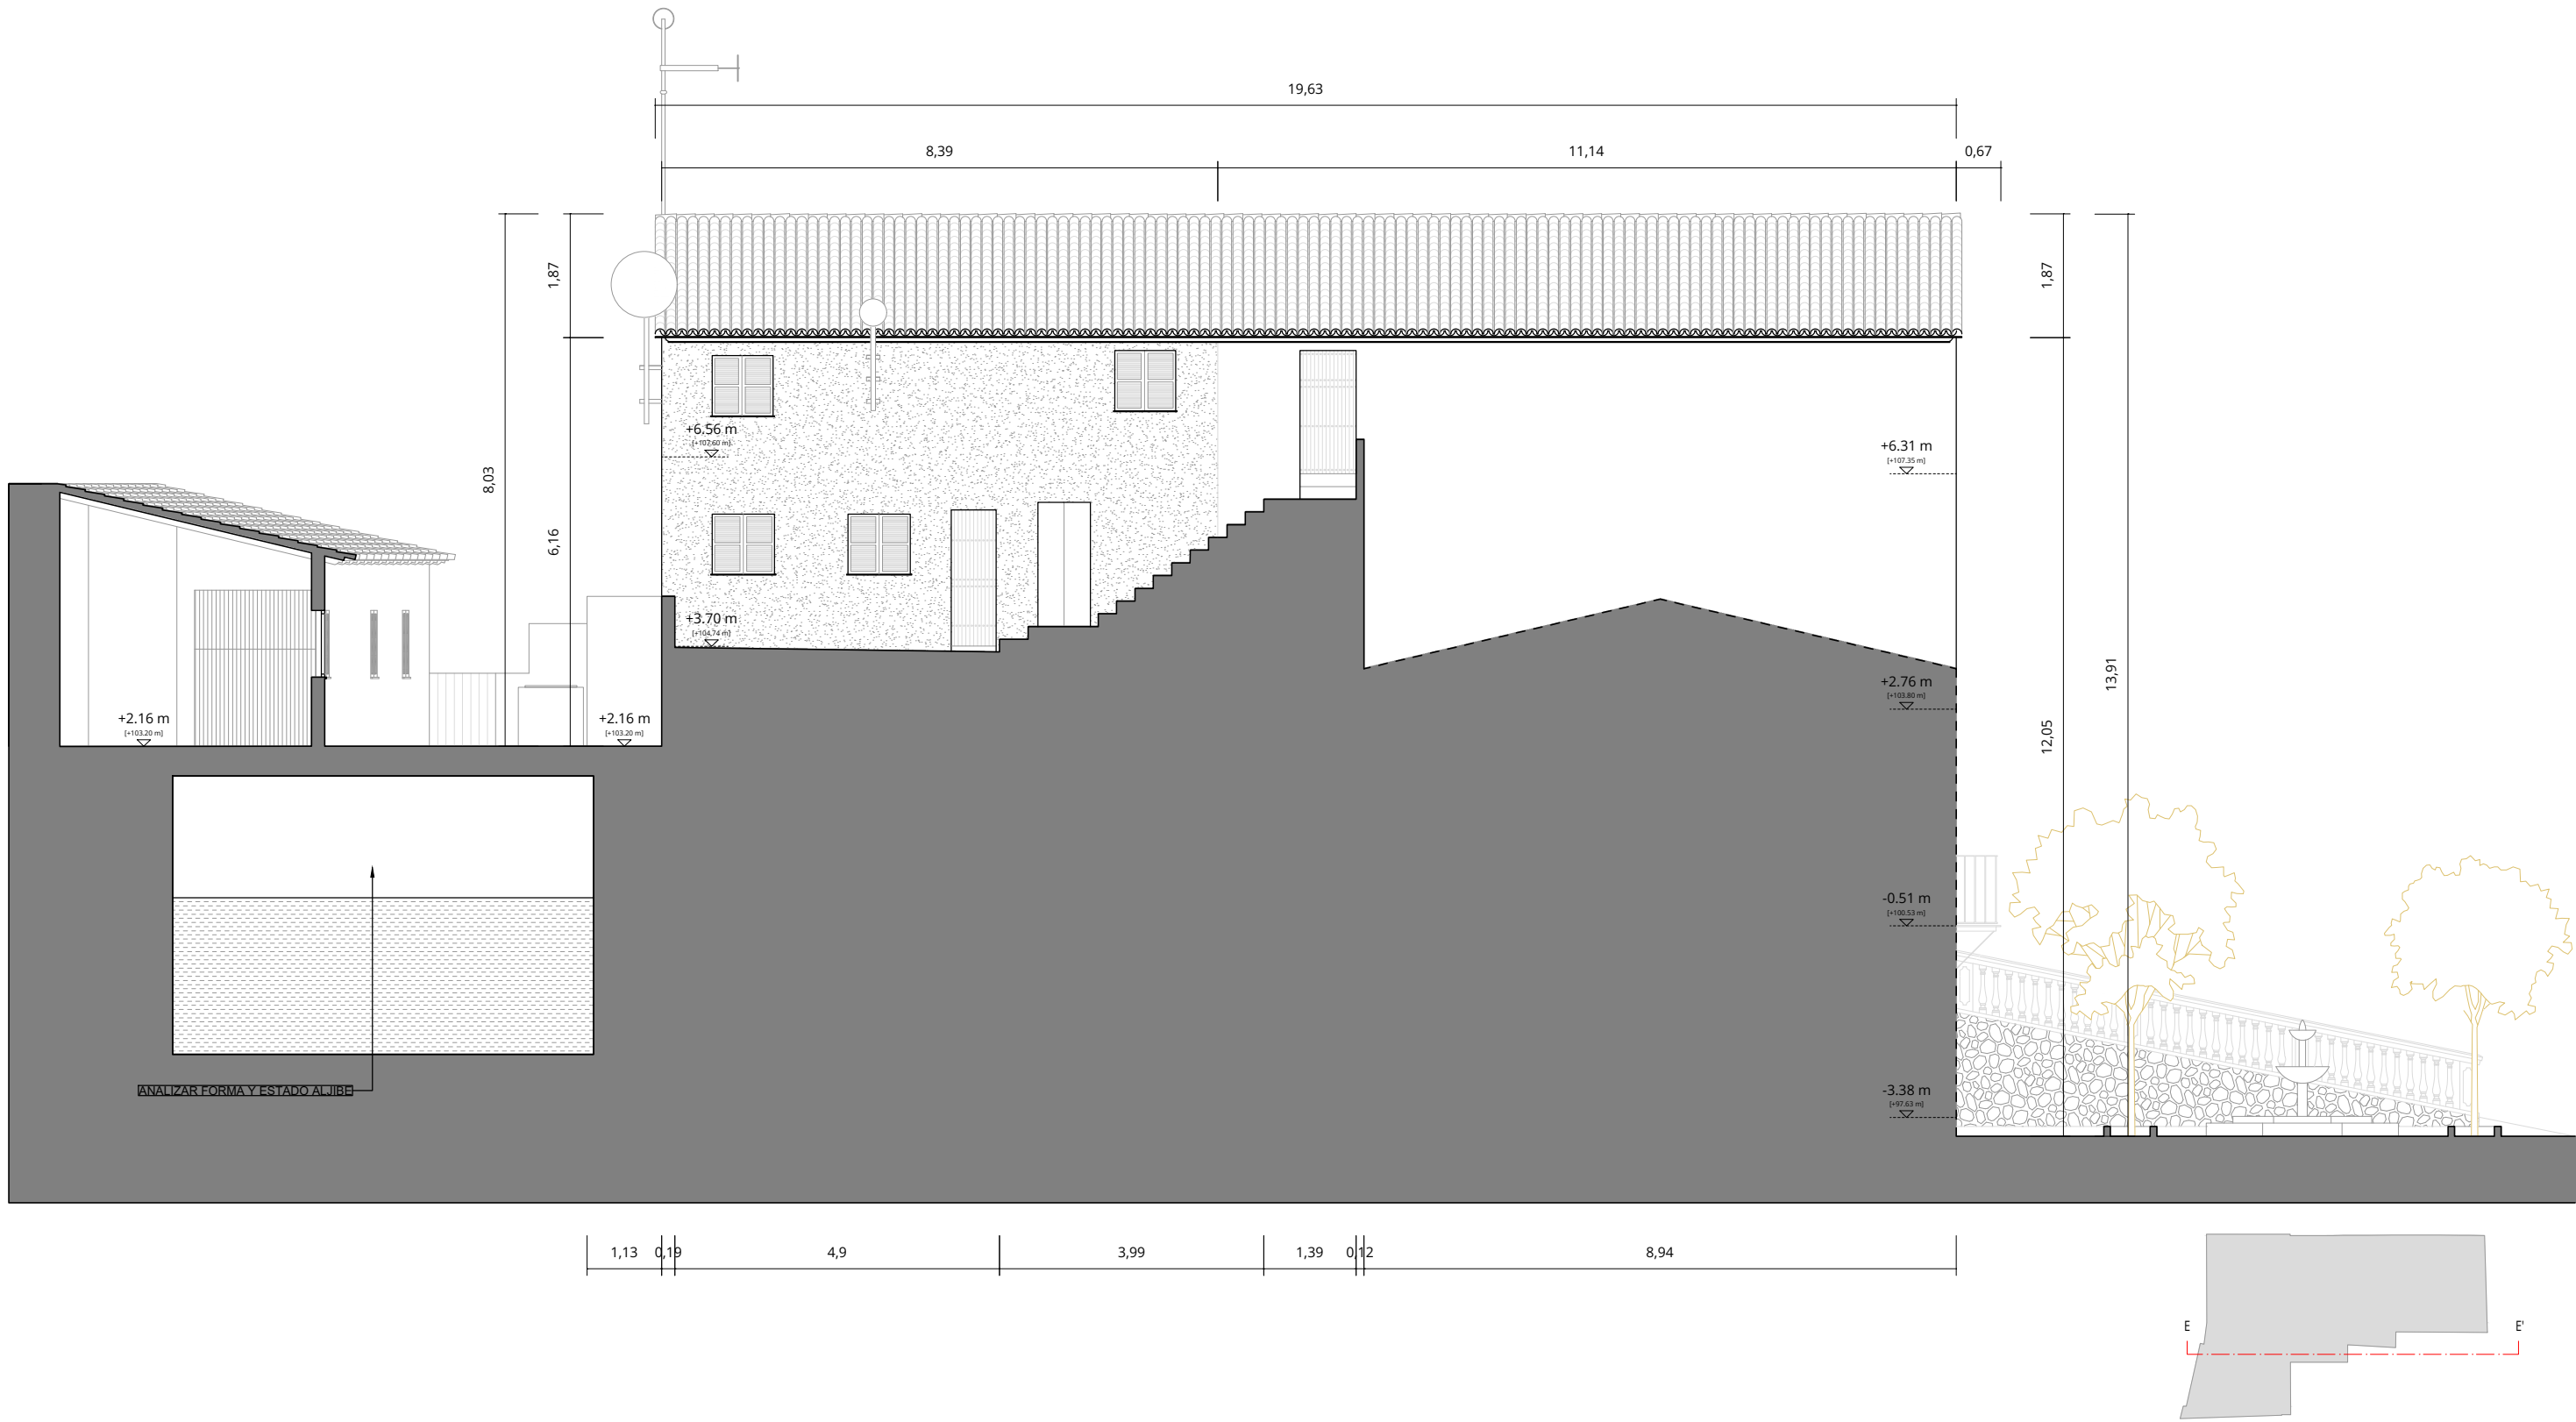 19,63
8,39
11,14
0,67
1,87
1,87
+6.56 m
[+107.60 m]
+6.31 m
[+107.35 m]
8,03
6,16
+3.70 m
[+104.74 m]
13,91
+2.76 m
[+103.80 m]
+2.16 m
[+103.20 m]
+2.16 m
[+103.20 m]
12,05
-0.51 m
[+100.53 m]
ANALIZAR FORMA Y ESTADO ALJIBE
-3.38 m
[+97.63 m]
1,13
0,19
4,9
3,99
1,39
0,12
8,94
E
E'